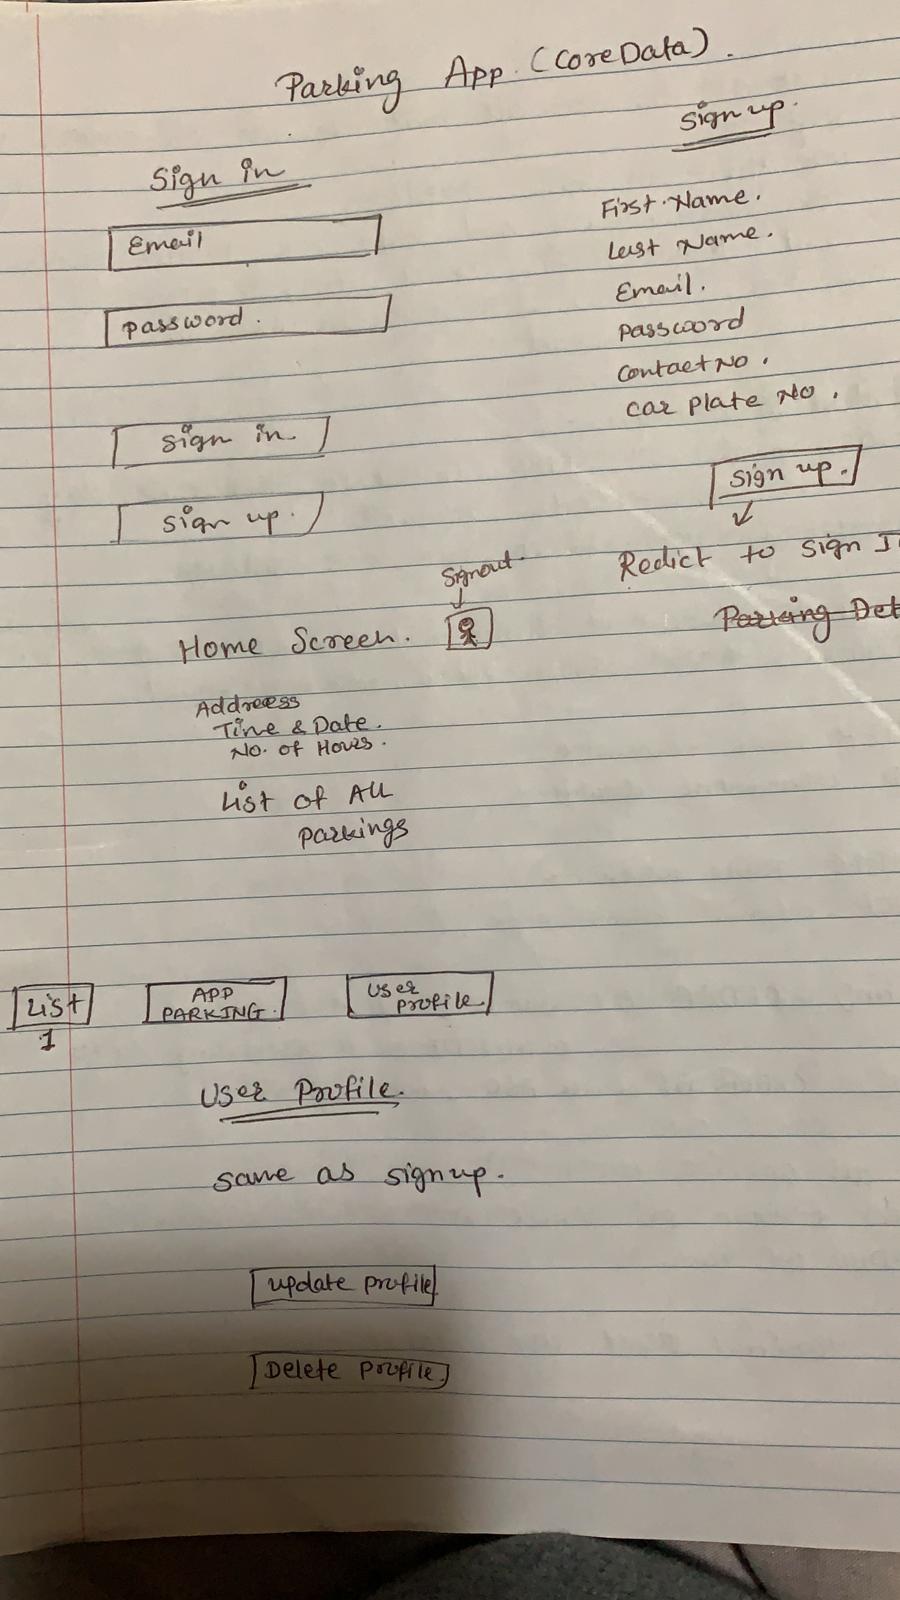 Parking App. (CoreData).
Sign in
Email
password.
Sign in
Sign up.
Sign up.
First Name.
Last Name.
Email.
password
Contact No.
Car Plate No.
Sign up.
Redict to Sign I
Parking Det
Signout
Home Screen.
Addreess
Time & Date.
No. of Hours.
List of All
Parkings
List
1
APP
PARKING.
User
Profile.
User Profile.
Same as signup.
update profile
Delete profile.